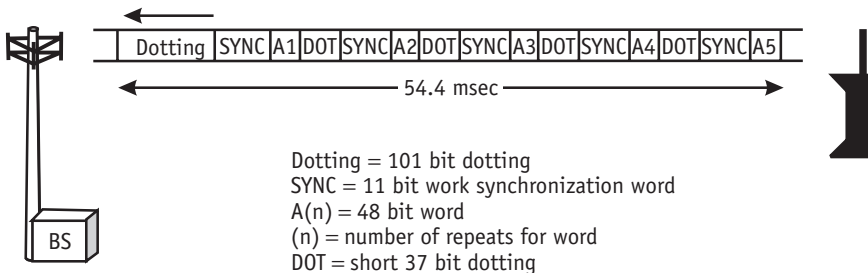 Dotting SYNC A1 DOT SYNC A2 DOT SYNC A3 DOT SYNC A4 DOT SYNC A5
54.4 msec
Dotting = 101 bit dotting
SYNC = 11 bit work synchronization word
A(n) = 48 bit word
(n) = number of repeats for word
DOT = short 37 bit dotting
BS